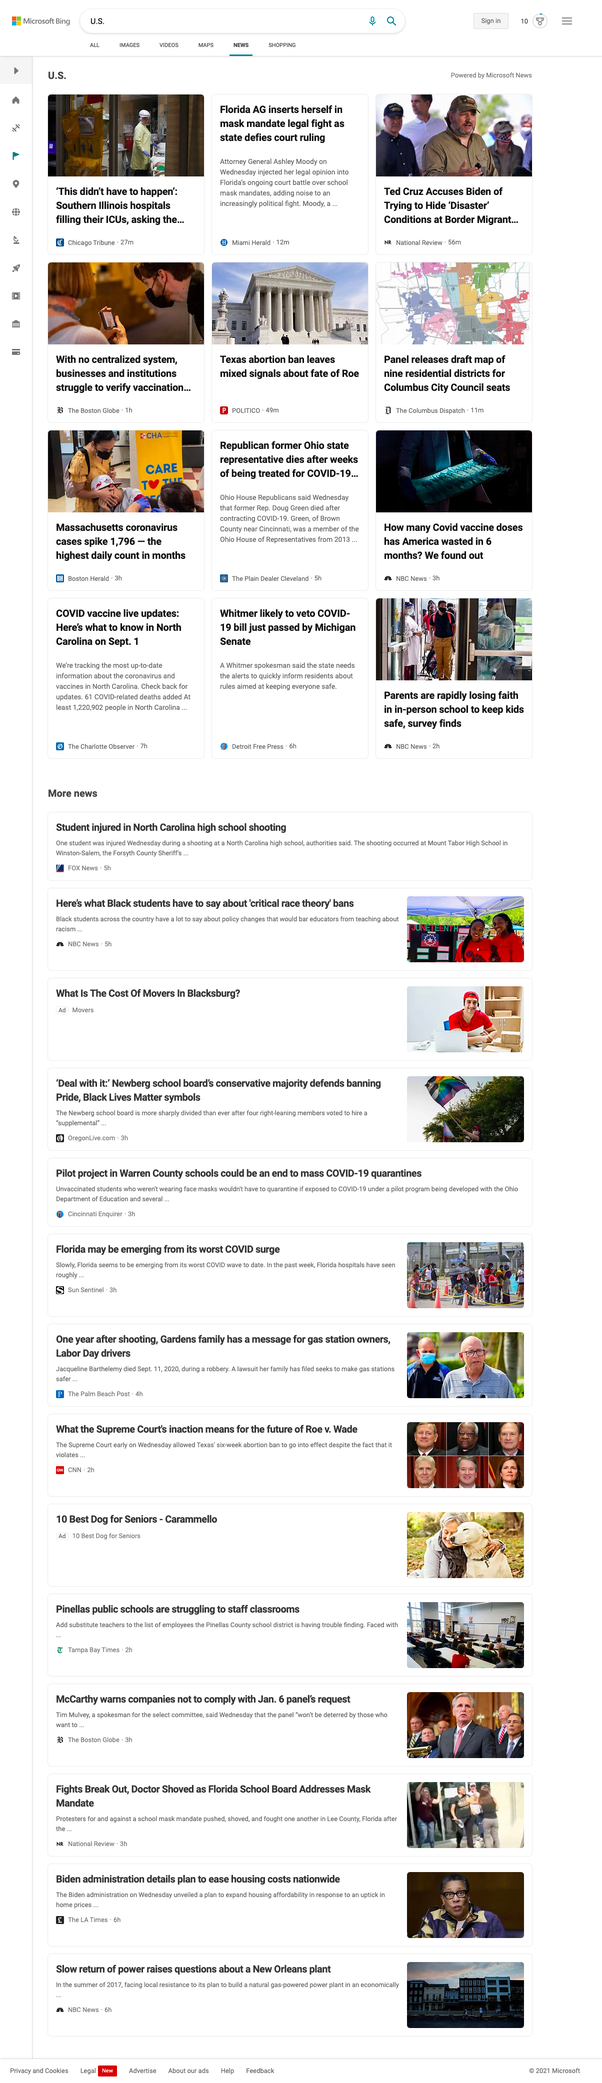 Microsoft Bing
U.S.
Sign in
10
ALL
IMAGES
VIDEOS
MAPS
NEWS
SHOPPING
U.S.
Powered by Microsoft News
'This didn't have to happen':
Southern Illinois hospitals
filling their ICUs, asking the...
Chicago Tribune · 27m
Florida AG inserts herself in
mask mandate legal fight as
state defies court ruling
Attorney General Ashley Moody on
Wednesday injected her legal opinion into
Florida's ongoing court battle over school
mask mandates, adding noise to an
increasingly political fight. Moody, a ...
Miami Herald · 12m
Ted Cruz Accuses Biden of
Trying to Hide 'Disaster'
Conditions at Border Migrant...
NR National Review · 56m
With no centralized system,
businesses and institutions
struggle to verify vaccination...
The Boston Globe · 1h
Texas abortion ban leaves
mixed signals about fate of Roe
POLITICO · 49m
Panel releases draft map of
nine residential districts for
Columbus City Council seats
The Columbus Dispatch · 11m
CHA
CARE
Massachusetts coronavirus
cases spike 1,796 — the
highest daily count in months
Boston Herald · 3h
Republican former Ohio state
representative dies after weeks
of being treated for COVID-19...
Ohio House Republicans said Wednesday
that former Rep. Doug Green died after
contracting COVID-19. Green, of Brown
County near Cincinnati, was a member of the
Ohio House of Representatives from 2013 ...
The Plain Dealer Cleveland · 5h
How many Covid vaccine doses
has America wasted in 6
months? We found out
NBC News · 3h
COVID vaccine live updates:
Here's what to know in North
Carolina on Sept. 1
We're tracking the most up-to-date
information about the coronavirus and
vaccines in North Carolina. Check back for
updates. 61 COVID-related deaths added At
least 1,220,902 people in North Carolina ...
The Charlotte Observer · 7h
Whitmer likely to veto COVID-
19 bill just passed by Michigan
Senate
A Whitmer spokesman said the state needs
the alerts to quickly inform residents about
rules aimed at keeping everyone safe.
Detroit Free Press · 6h
Parents are rapidly losing faith
in in-person school to keep kids
safe, survey finds
NBC News · 2h
More news
Student injured in North Carolina high school shooting
One student was injured Wednesday during a shooting at a North Carolina high school, authorities said. The shooting occurred at Mount Tabor High School in
Winston-Salem, the Forsyth County Sheriff's ...
FOX News · 5h
Here's what Black students have to say about 'critical race theory' bans
Black students across the country have a lot to say about policy changes that would bar educators from teaching about
racism ...
NBC News · 5h
JUNETEENTH
What Is The Cost Of Movers In Blacksburg?
Ad Movers
'Deal with it:' Newberg school board's conservative majority defends banning
Pride, Black Lives Matter symbols
The Newberg school board is more sharply divided than ever after four right-leaning members voted to hire a
"supplemental" ...
OregonLive.com · 3h
Pilot project in Warren County schools could be an end to mass COVID-19 quarantines
Unvaccinated students who weren't wearing face masks wouldn't have to quarantine if exposed to COVID-19 under a pilot program being developed with the Ohio
Department of Education and several ...
Cincinnati Enquirer · 3h
Florida may be emerging from its worst COVID surge
Slowly, Florida seems to be emerging from its worst COVID wave to date. In the past week, Florida hospitals have seen
roughly ...
Sun Sentinel · 3h
One year after shooting, Gardens family has a message for gas station owners,
Labor Day drivers
Jacqueline Barthelemy died Sept. 11, 2020, during a robbery. A lawsuit her family has filed seeks to make gas stations
safer ...
The Palm Beach Post · 4h
What the Supreme Court's inaction means for the future of Roe v. Wade
The Supreme Court early on Wednesday allowed Texas' six-week abortion ban to go into effect despite the fact that it
violates ...
CNN · 2h
10 Best Dog for Seniors - Carammello
Ad 10 Best Dog for Seniors
Pinellas public schools are struggling to staff classrooms
Add substitute teachers to the list of employees the Pinellas County school district is having trouble finding. Faced with
...
Tampa Bay Times · 2h
McCarthy warns companies not to comply with Jan. 6 panel's request
Tim Mulvey, a spokesman for the select committee, said Wednesday that the panel "won't be deterred by those who
want to ...
The Boston Globe · 3h
Fights Break Out, Doctor Shoved as Florida School Board Addresses Mask
Mandate
Protesters for and against a school mask mandate pushed, shoved, and fought one another in Lee County, Florida after
the ...
NR National Review · 3h
Biden administration details plan to ease housing costs nationwide
The Biden administration on Wednesday unveiled a plan to expand housing affordability in response to an uptick in
home prices ...
The LA Times · 6h
Slow return of power raises questions about a New Orleans plant
In the summer of 2017, facing local resistance to its plan to build a natural gas-powered power plant in an economically
...
NBC News · 6h
Privacy and Cookies
Legal New
Advertise
About our ads
Help
Feedback
© 2021 Microsoft